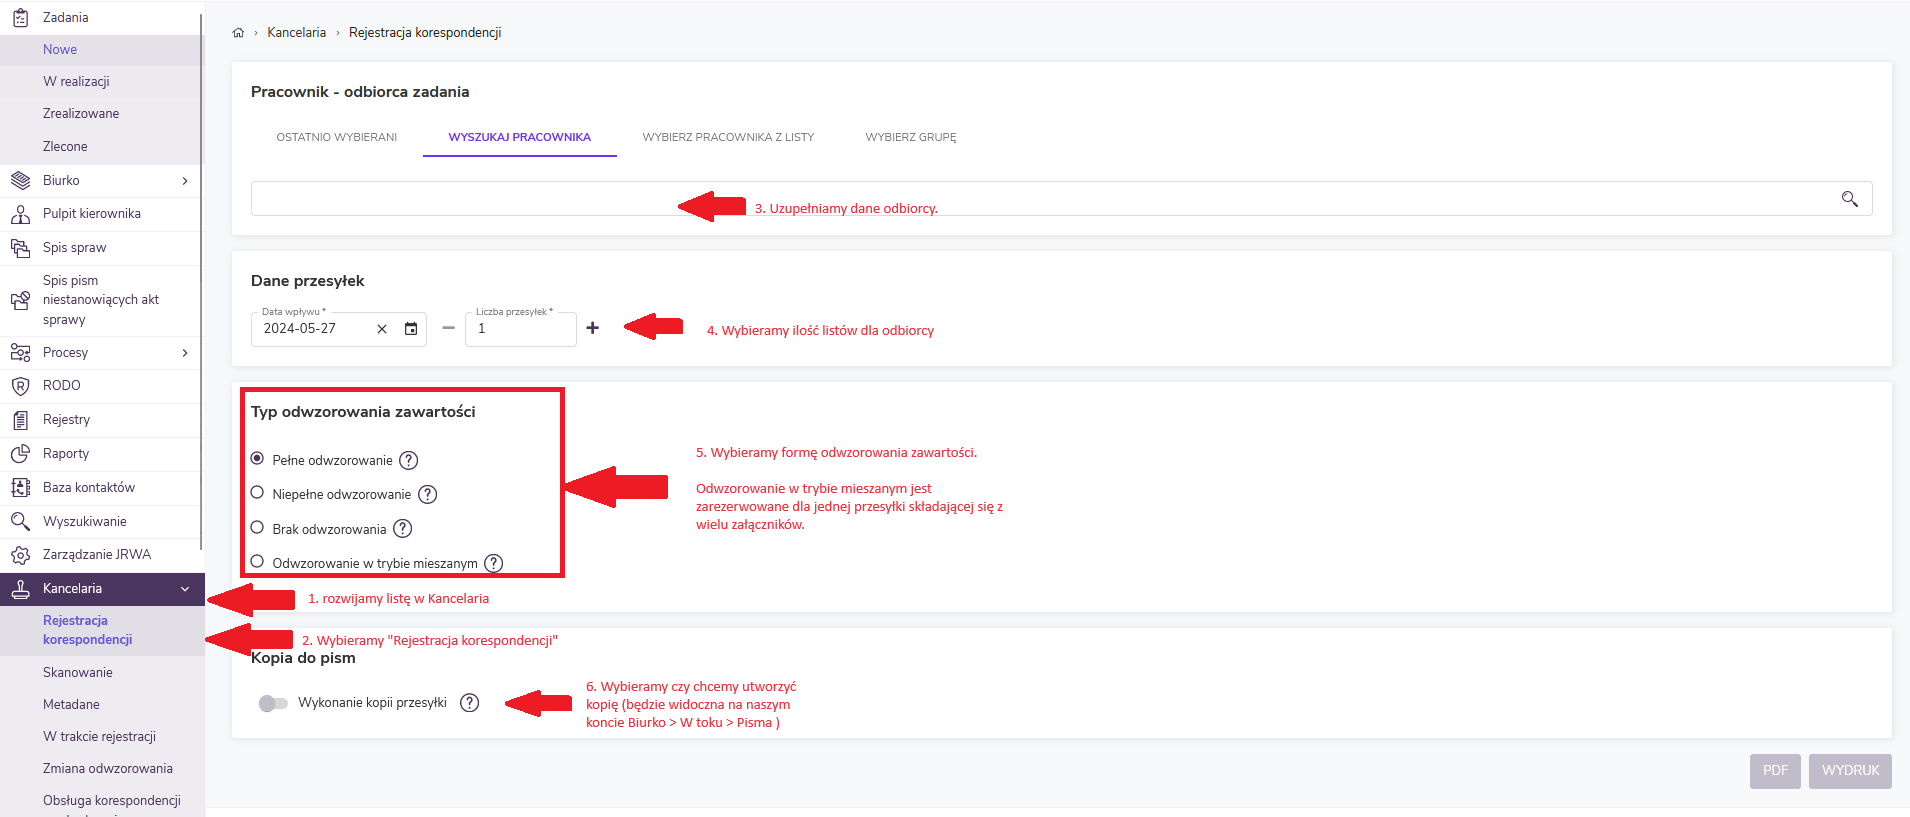 Zadania
Nowe
W realizacji
Zrealizowane
Zlecone
Biurko
Pulpit kierownika
Spis spraw
Spis pism
niestanowiących akt
sprawy
Procesy
RODO
Rejestry
Raporty
Baza kontaktów
Wyszukiwanie
Zarządzanie JRWA
Kancelaria
Rejestracja
korespondencji
Skanowanie
Metadane
W trakcie rejestracji
Zmiana odwzorowania
Obsługa korespondencji
Kancelaria › Rejestracja korespondencji
Pracownik - odbiorca zadania
OSTATNIO WYBIERANI WYSZUKAJ PRACOWNIKA WYBIERZ PRACOWNIKA Z LISTY WYBIERZ GRUPĘ
3. Uzupełniamy dane odbiorcy.
Dane przesyłek
Data wpływu * Liczba przesyłek *
2024-05-27 1
4. Wybieramy ilość listów dla odbiorcy
Typ odwzorowania zawartości
Pełne odwzorowanie ?
Niepełne odwzorowanie ?
Brak odwzorowania ?
Odwzorowanie w trybie mieszanym ?
5. Wybieramy formę odwzorowania zawartości.
Odwzorowanie w trybie mieszanym jest
zarezerwowane dla jednej przesyłki składającej się z
wielu załączników.
1. rozwijamy listę w Kancelaria
2. Wybieramy "Rejestracja korespondencji"
Kopia do pism
Wykonanie kopii przesyłki ?
6. Wybieramy czy chcemy utworzyć
kopię (będzie widoczna na naszym
koncie Biurko > W toku > Pisma )
PDF WYDRUK